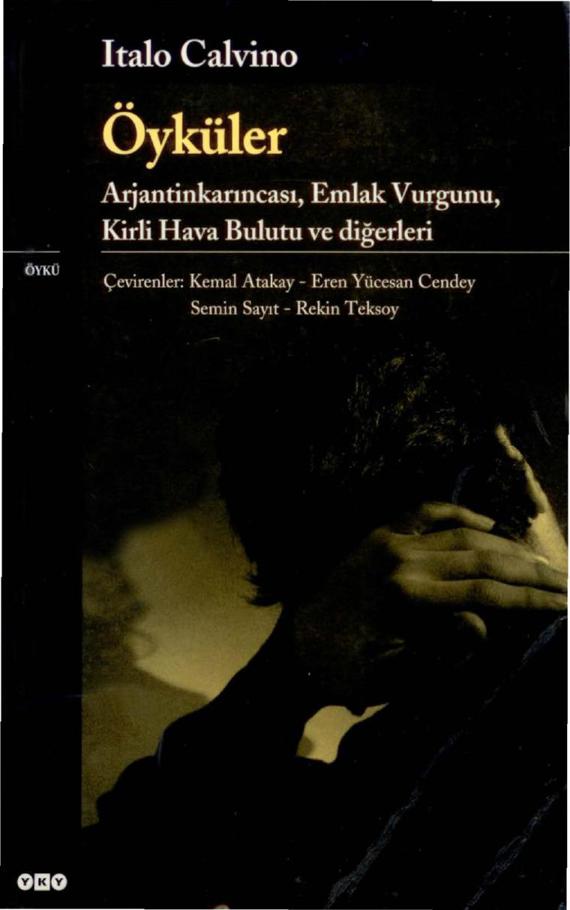 Italo Calvino
Öyküler
Arjantinkarıncası, Emlak Vurgunu,
Kirli Hava Bulutu ve diğerleri
ÖYKÜ
Çevirenler: Kemal Atakay - Eren Yücesan Cendey
Semin Sayıt - Rekin Teksoy
YKY